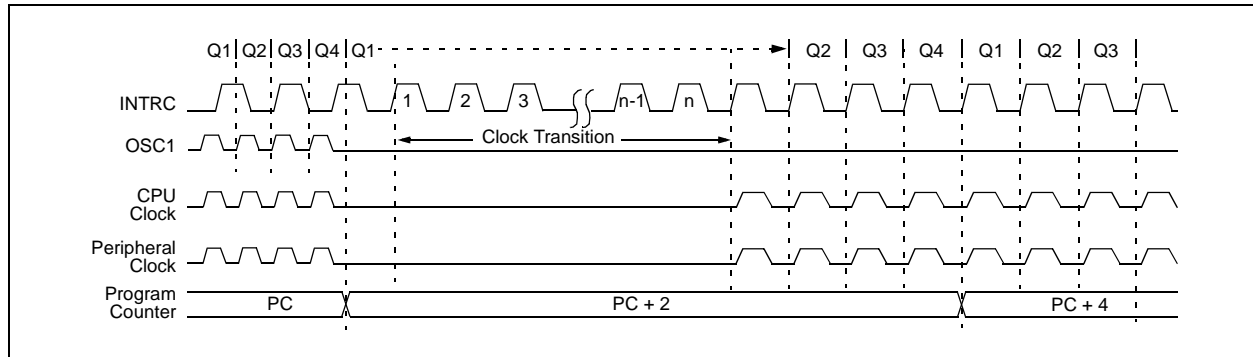 Q1 Q2 Q3 Q4 Q1 Q2 Q3 Q4 Q1 Q2 Q3
INTRC 1 2 3 n-1 n
OSC1 Clock Transition
CPU
Clock
Peripheral
Clock
Program
Counter
PC PC + 2 PC + 4